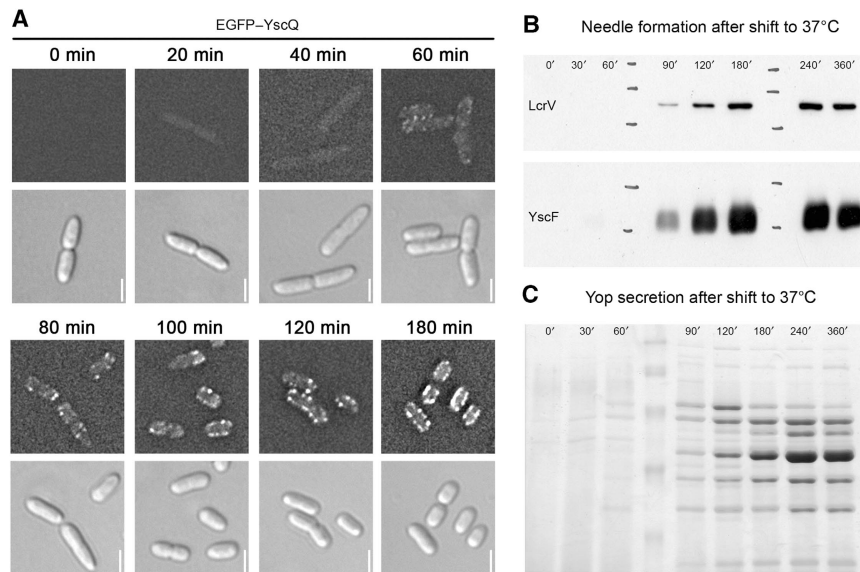 A
EGFP–YscQ
0 min 20 min 40 min 60 min
80 min 100 min 120 min 180 min
B Needle formation after shift to 37°C
0′ 30′ 60′ 90′ 120′ 180′ 240′ 360′
LcrV
YscF
C Yop secretion after shift to 37°C
0′ 30′ 60′ 90′ 120′ 180′ 240′ 360′